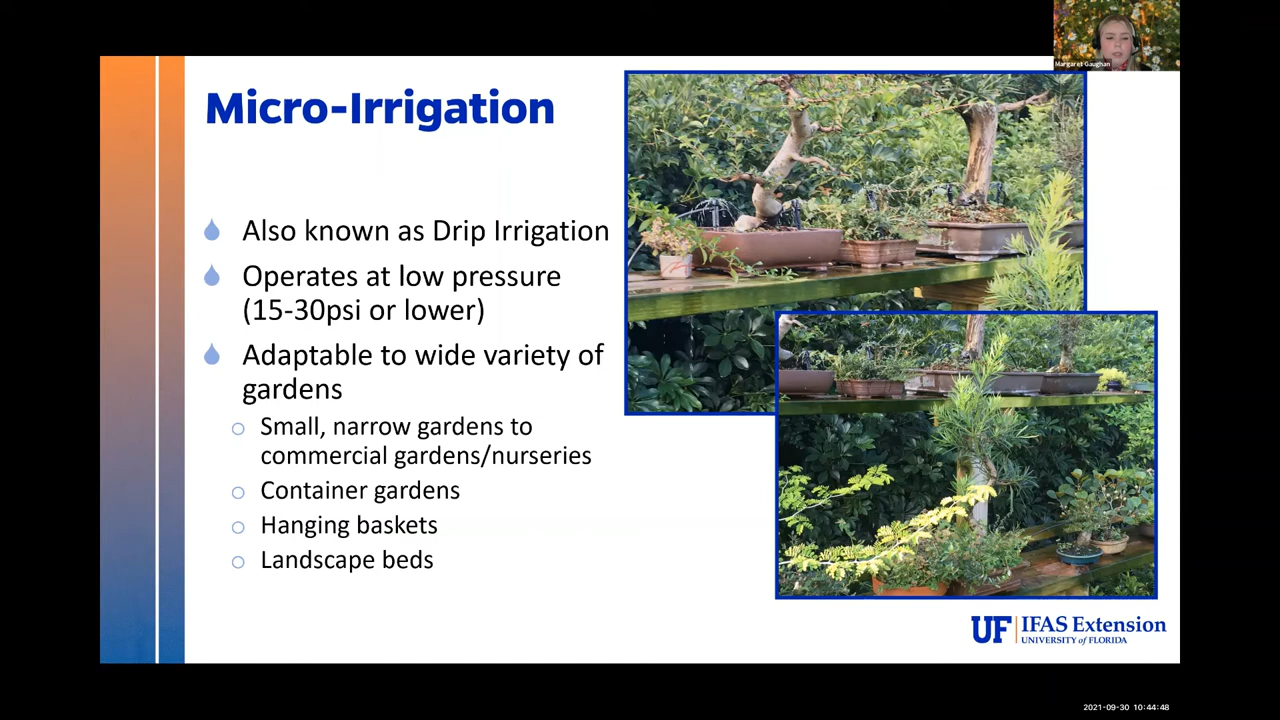 Margaret Gaughan
Micro-Irrigation
Also known as Drip Irrigation
Operates at low pressure
(15-30psi or lower)
Adaptable to wide variety of
gardens
Small, narrow gardens to
commercial gardens/nurseries
Container gardens
Hanging baskets
Landscape beds
UF IFAS Extension
UNIVERSITY of FLORIDA
2021-09-30 10:44:48